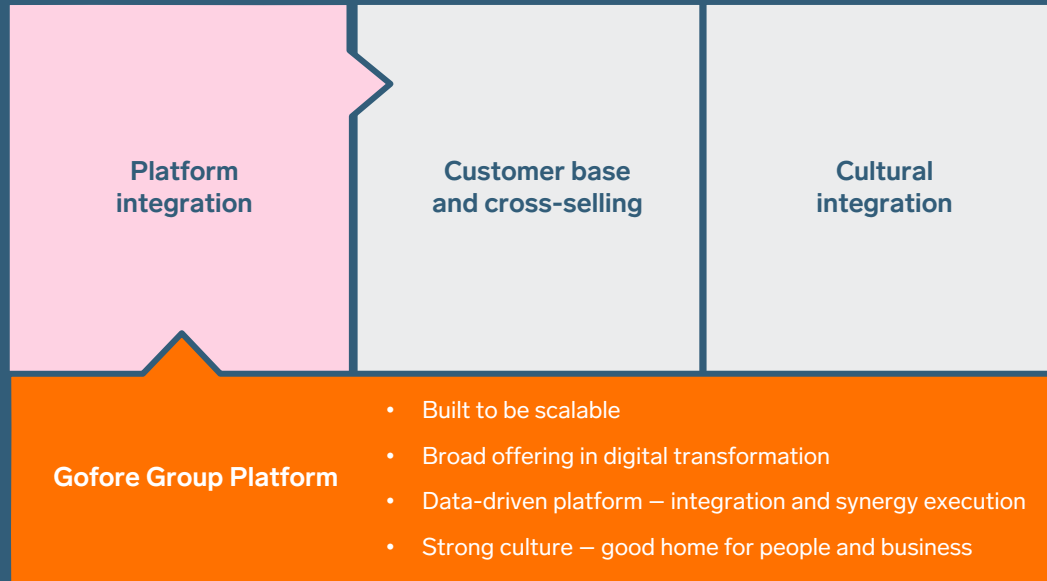 Platform
integration
Customer base
and cross-selling
Cultural
integration
Gofore Group Platform
• Built to be scalable
• Broad offering in digital transformation
• Data-driven platform – integration and synergy execution
• Strong culture – good home for people and business